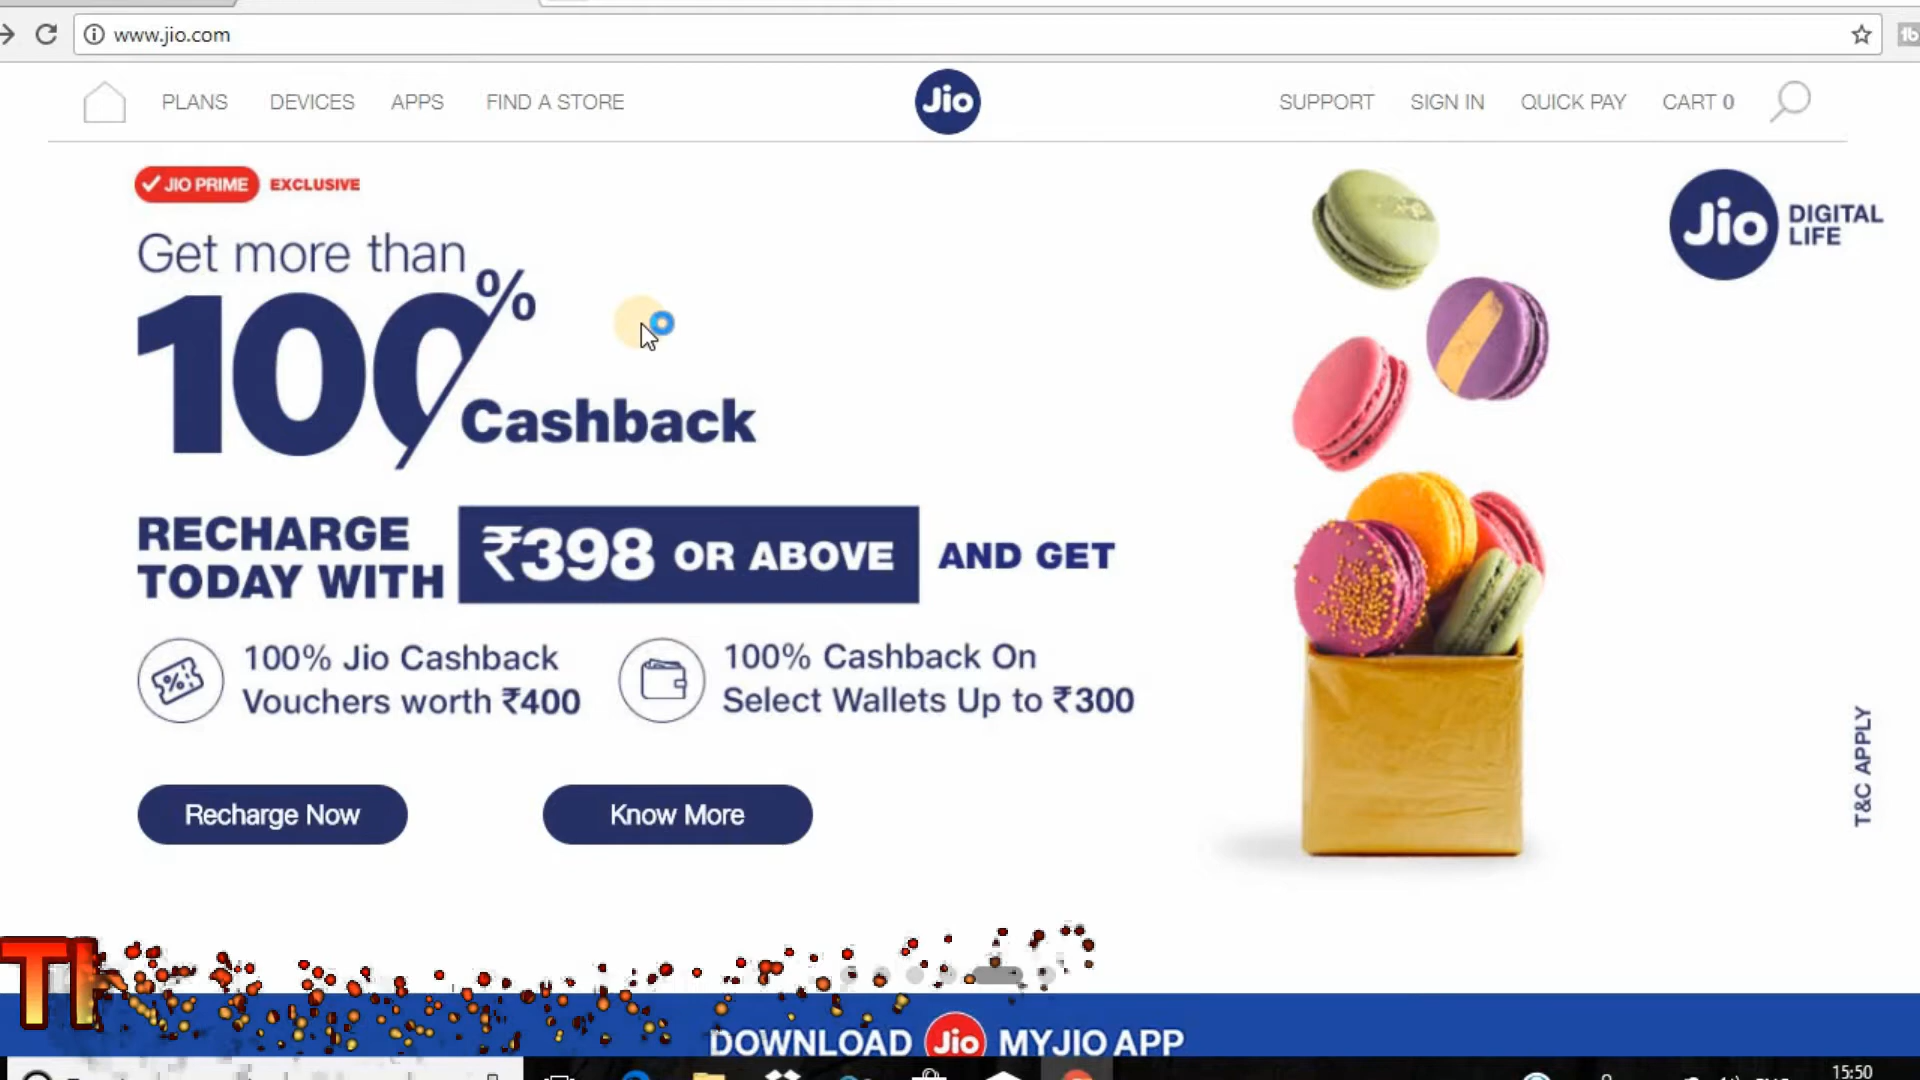 www.jio.com
PLANS DEVICES APPS FIND A STORE Jio SUPPORT SIGN IN QUICK PAY CART 0
JIO PRIME EXCLUSIVE
Jio DIGITAL LIFE
Get more than
100%
Cashback
RECHARGE
TODAY WITH ₹398 OR ABOVE AND GET
100% Jio Cashback
Vouchers worth ₹400
100% Cashback On
Select Wallets Up to ₹300
T&C APPLY
Recharge Now Know More
DOWNLOAD Jio MYJIO APP
15:50